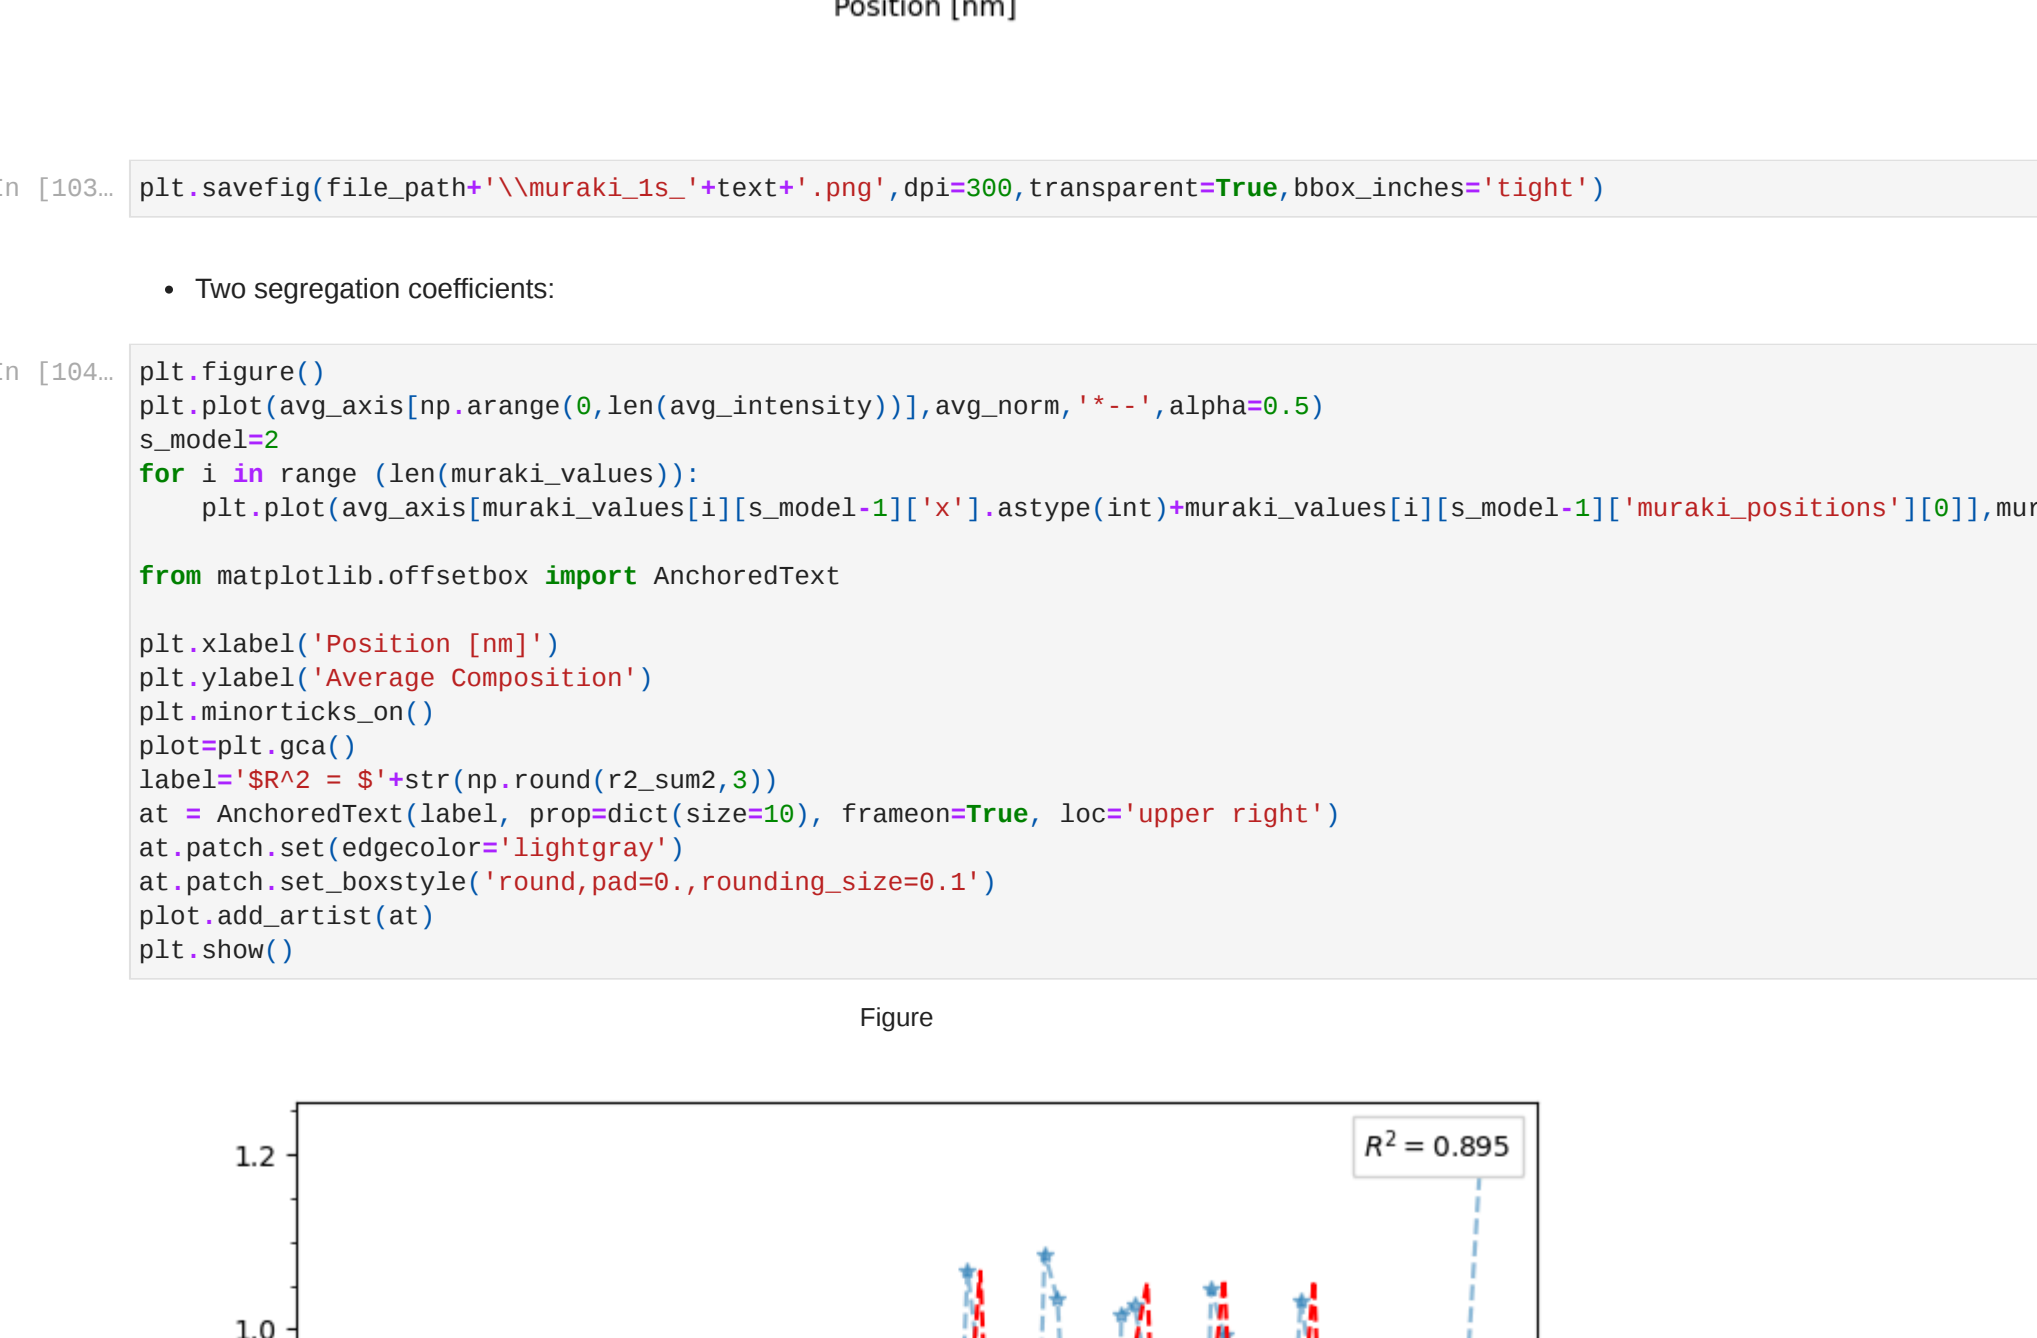 Position [nm]
In [103… plt.savefig(file_path+'\\muraki_1s_'+text+'.png',dpi=300,transparent=True,bbox_inches='tight')
• Two segregation coefficients:
In [104… plt.figure()
plt.plot(avg_axis[np.arange(0,len(avg_intensity))],avg_norm,'*--',alpha=0.5)
s_model=2
for i in range (len(muraki_values)):
    plt.plot(avg_axis[muraki_values[i][s_model-1]['x'].astype(int)+muraki_values[i][s_model-1]['muraki_positions'][0]],mur
from matplotlib.offsetbox import AnchoredText
plt.xlabel('Position [nm]')
plt.ylabel('Average Composition')
plt.minorticks_on()
plot=plt.gca()
label='$R^2 = $'+str(np.round(r2_sum2,3))
at = AnchoredText(label, prop=dict(size=10), frameon=True, loc='upper right')
at.patch.set(edgecolor='lightgray')
at.patch.set_boxstyle('round,pad=0.,rounding_size=0.1')
plot.add_artist(at)
plt.show()
Figure
R² = 0.895
1.2
1.0